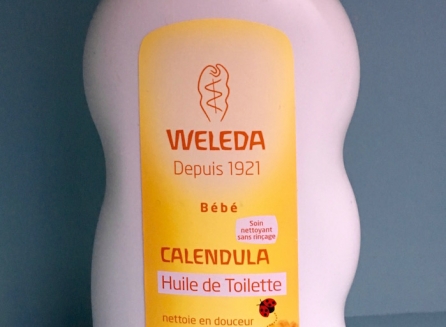 WELEDA
Depuis 1921
Bébé
Soin
nettoyant
sans rinçage
CALENDULA
Huile de Toilette
nettoie en douceur